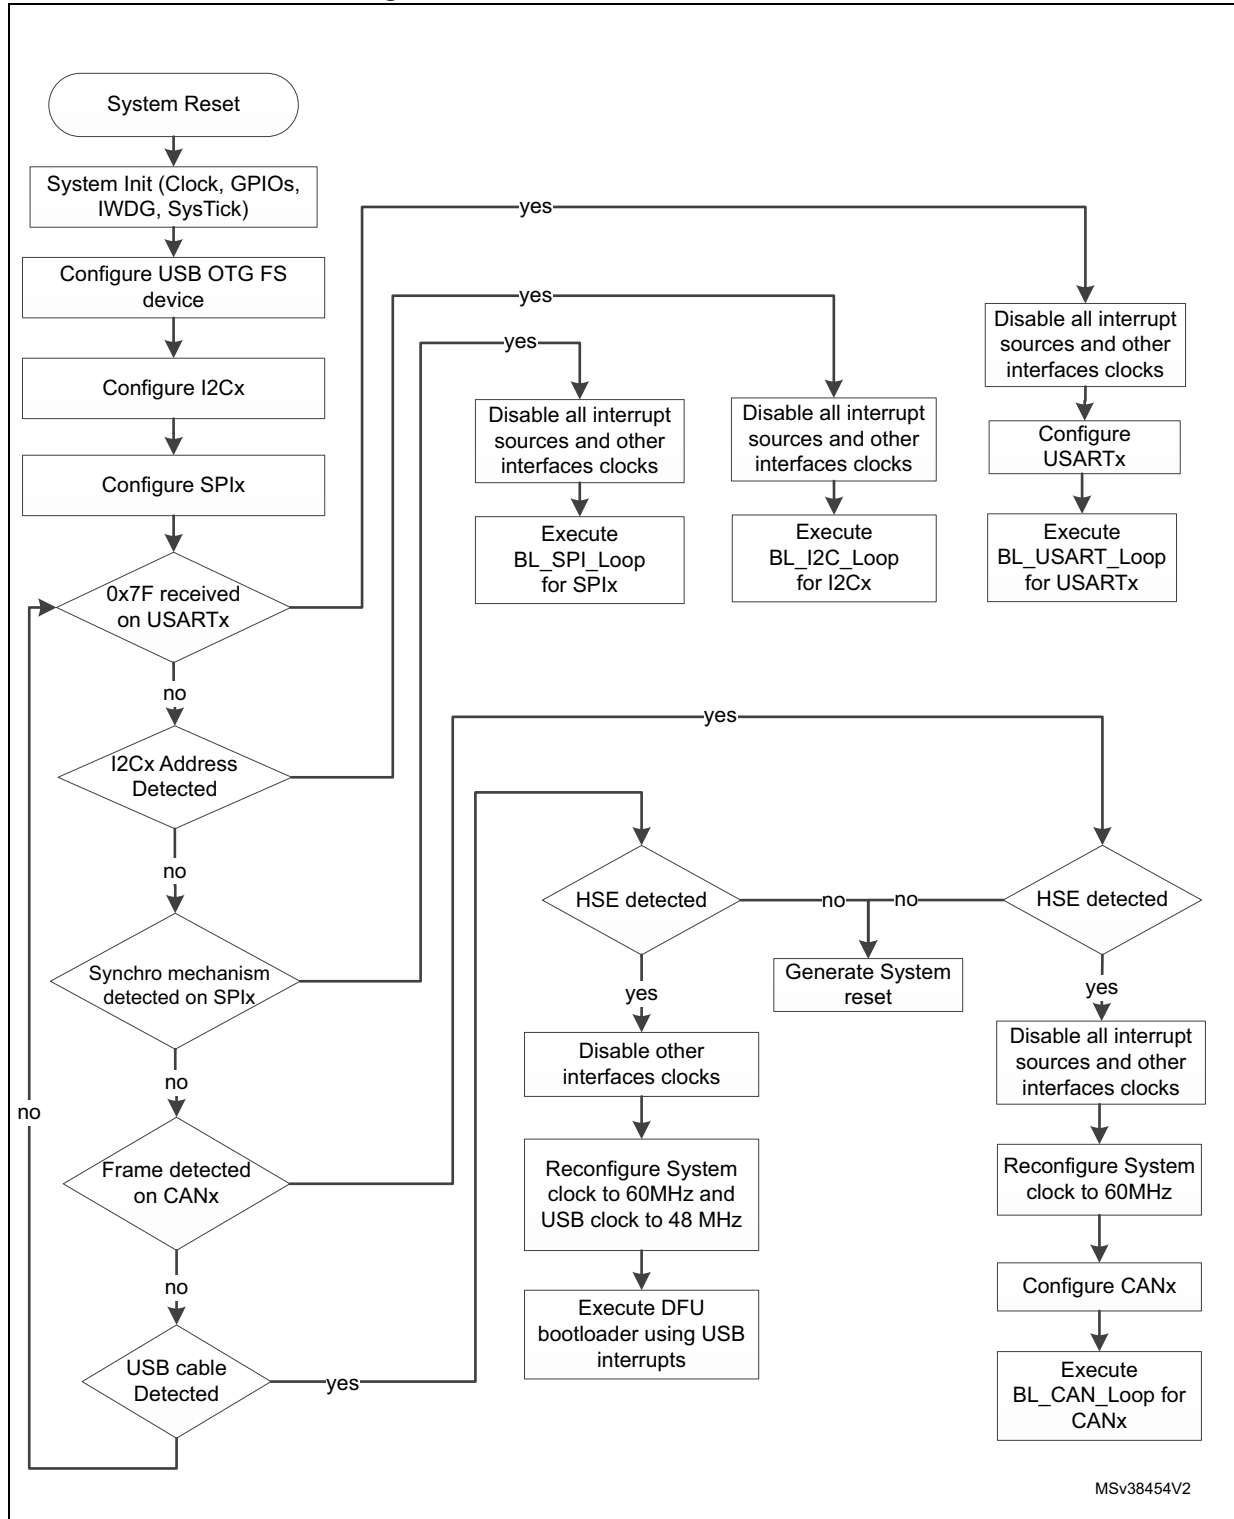 System Reset
System Init (Clock, GPIOs,
IWDG, SysTick)
Configure USB OTG FS
device
Configure I2Cx
Configure SPIx
0x7F received
on USARTx
no
I2Cx Address
Detected
no
Synchro mechanism
detected on SPIx
no
Frame detected
on CANx
no
USB cable
Detected
no
yes
yes
yes
Disable all interrupt
sources and other
interfaces clocks
Execute
BL_SPI_Loop
for SPIx
Disable all interrupt
sources and other
interfaces clocks
Execute
BL_I2C_Loop
for I2Cx
Disable all interrupt
sources and other
interfaces clocks
Configure
USARTx
Execute
BL_USART_Loop
for USARTx
yes
yes
HSE detected
no
no
HSE detected
Generate System
reset
yes
Disable other
interfaces clocks
Reconfigure System
clock to 60MHz and
USB clock to 48 MHz
Execute DFU
bootloader using USB
interrupts
yes
Disable all interrupt
sources and other
interfaces clocks
Reconfigure System
clock to 60MHz
Configure CANx
Execute
BL_CAN_Loop for
CANx
MSv38454V2